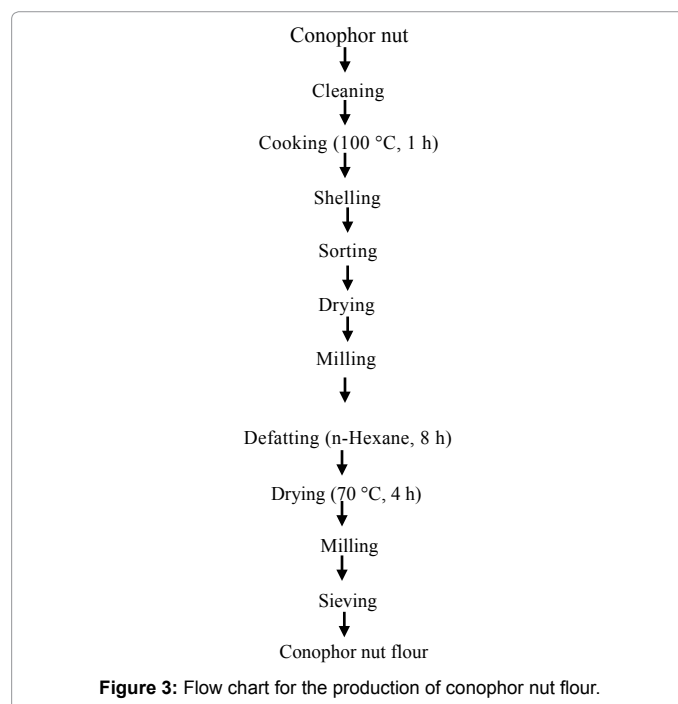 Conophor nut
Cleaning
Cooking (100 °C, 1 h)
Shelling
Sorting
Drying
Milling
Defatting (n-Hexane, 8 h)
Drying (70 °C, 4 h)
Milling
Sieving
Conophor nut flour
Figure 3: Flow chart for the production of conophor nut flour.